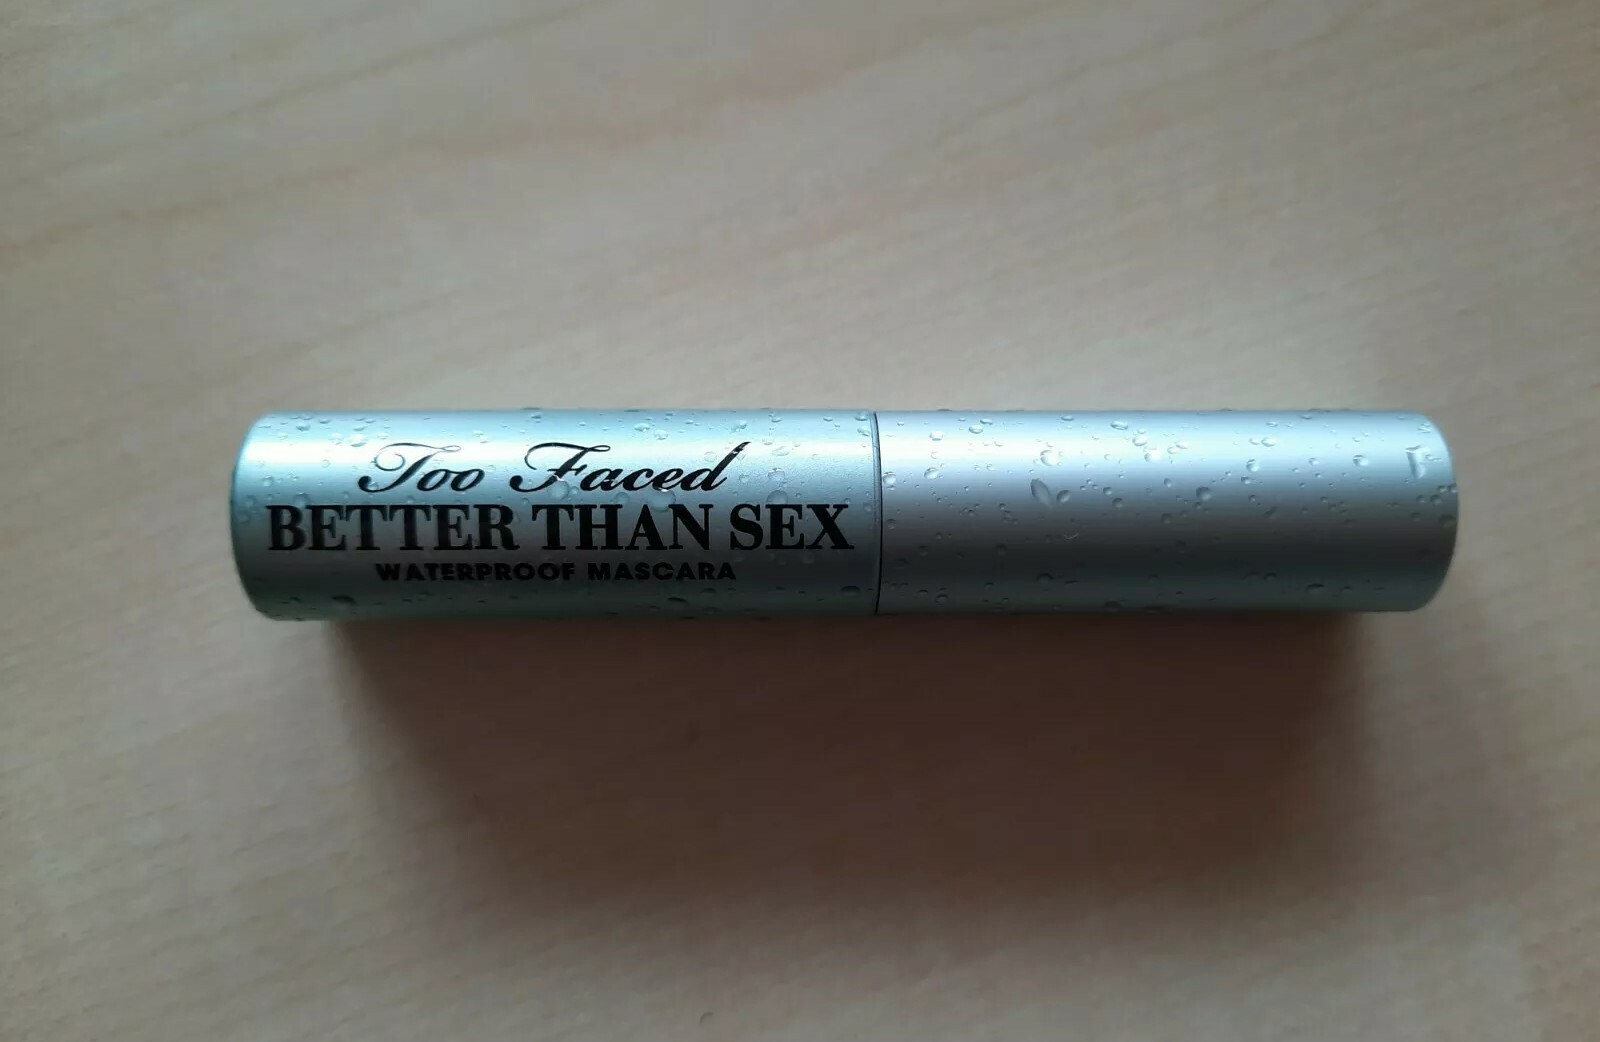 Too Faced
BETTER THAN SEX
WATERPROOF MASCARA